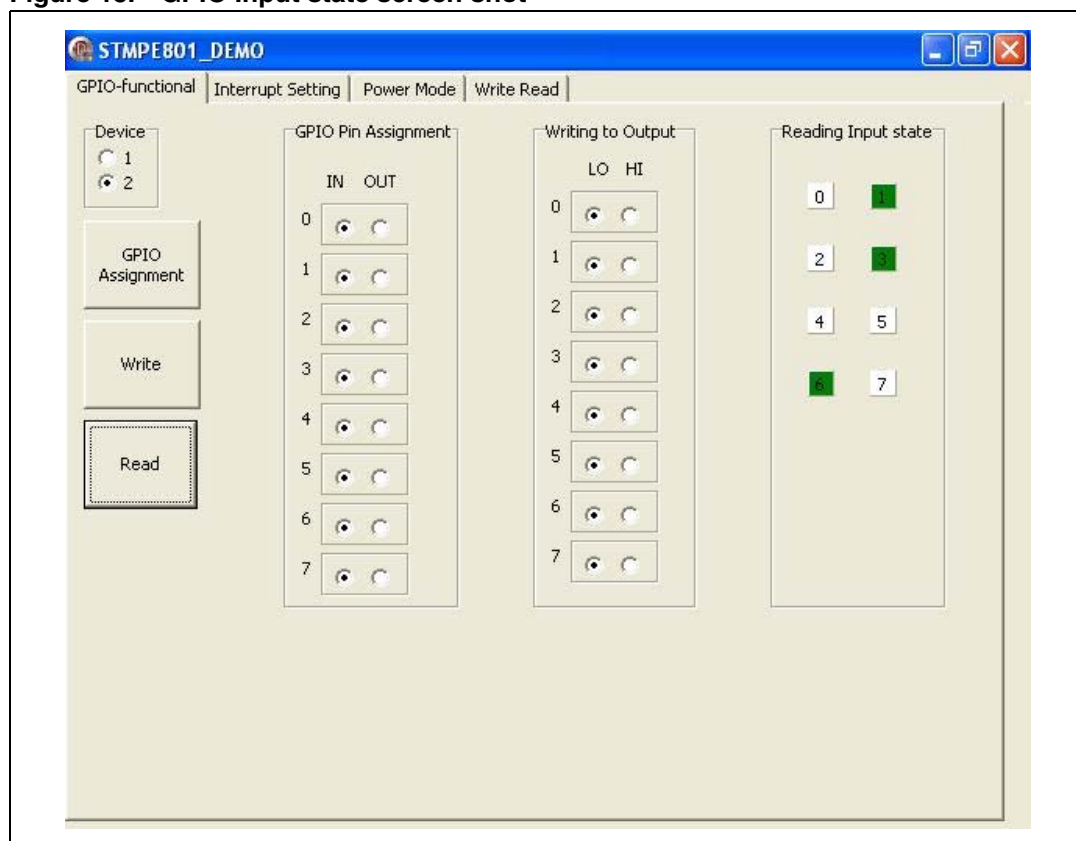 STMPE801_DEMO
GPIO-functional Interrupt Setting Power Mode Write Read
Device
1
2
GPIO
Assignment
Write
Read
GPIO Pin Assignment
IN OUT
0
1
2
3
4
5
6
7
Writing to Output
LO HI
0
1
2
3
4
5
6
7
Reading Input state
0 1
2 3
4 5
6 7